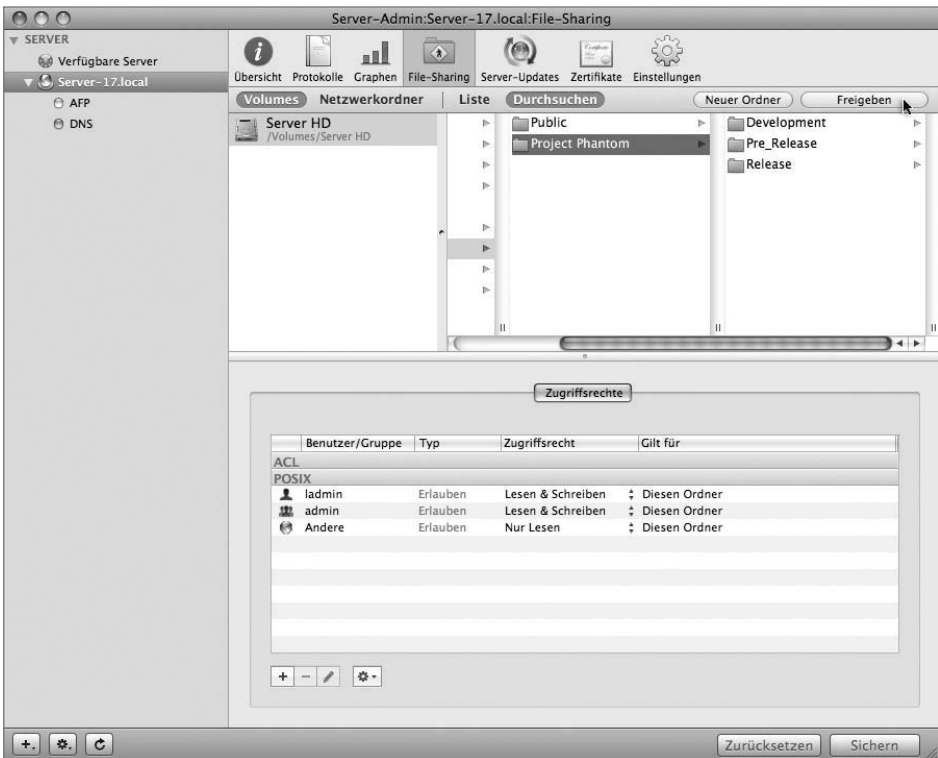 Server-Admin:Server-17.local:File-Sharing
SERVER
Verfügbare Server
Server-17.local
AFP
DNS
Übersicht Protokolle Graphen File-Sharing Server-Updates Zertifikate Einstellungen
Volumes Netzwerkordner Liste Durchsuchen Neuer Ordner Freigeben
Server HD
/Volumes/Server HD
Public
Project Phantom
Development
Pre_Release
Release
Zugriffsrechte
Benutzer/Gruppe Typ Zugriffsrecht Gilt für
ACL
POSIX
ladmin Erlauben Lesen & Schreiben Diesen Ordner
admin Erlauben Lesen & Schreiben Diesen Ordner
Andere Erlauben Nur Lesen Diesen Ordner
Zurücksetzen Sichern